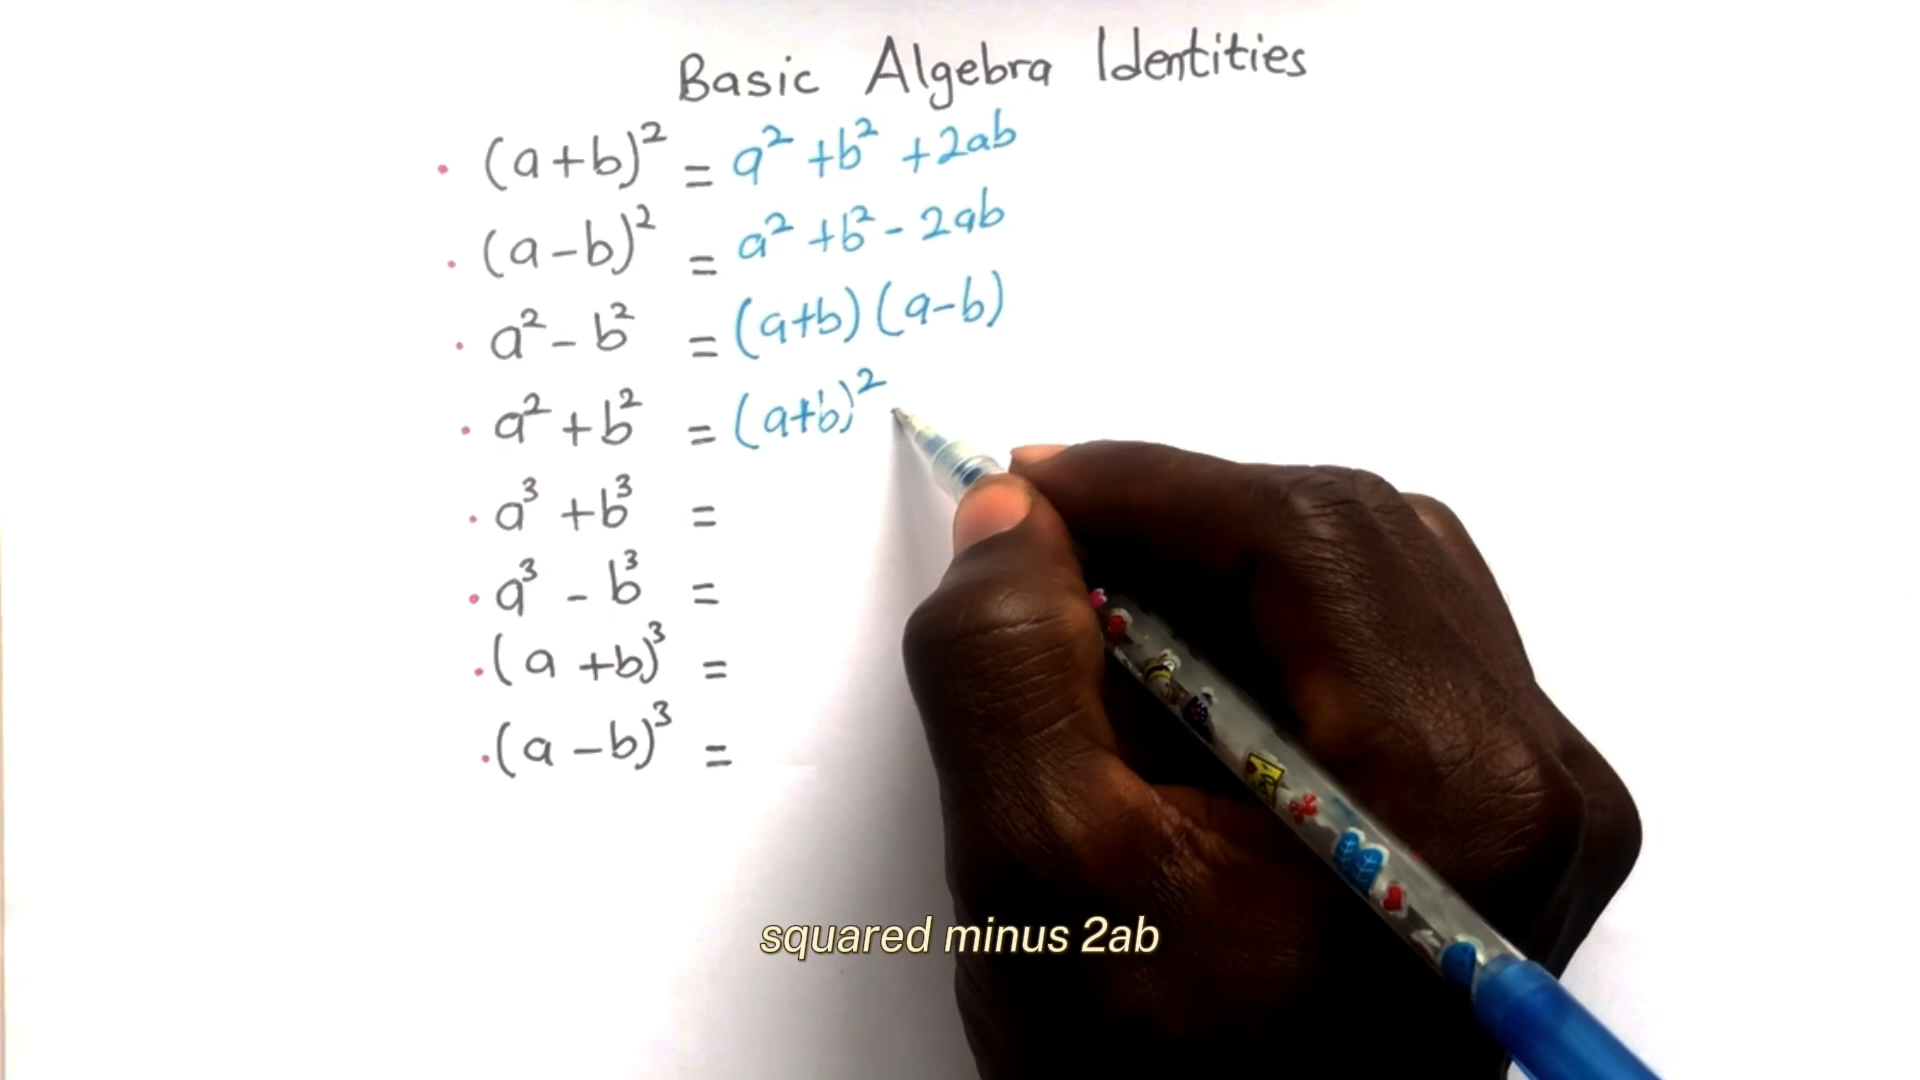 Basic Algebra Identities
• (a+b)² = a² +b² +2ab
• (a-b)² = a² +b² - 2ab
• a² - b² = (a+b) (a-b)
• a² + b² = (a+b)²
• a³ + b³ =
• a³ - b³ =
• (a +b)³ =
• (a -b)³ =
squared minus 2ab